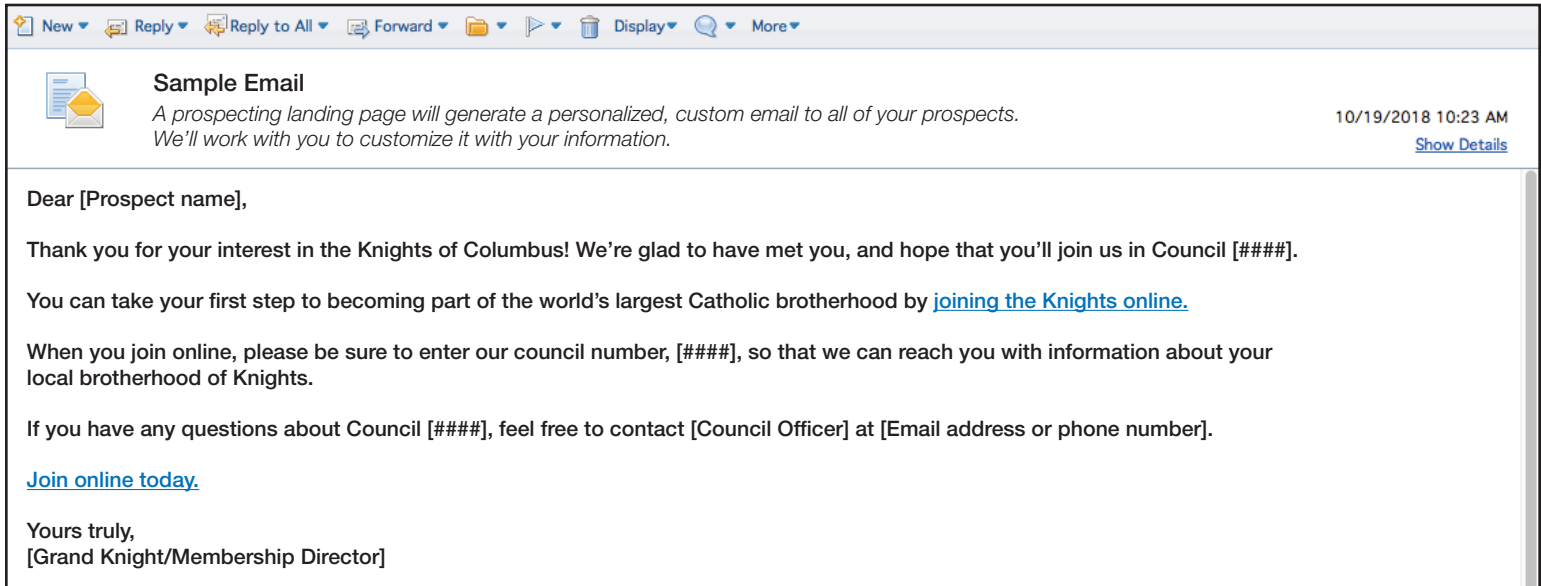 New Reply Reply to All Forward Display More
Sample Email
A prospecting landing page will generate a personalized, custom email to all of your prospects.
We’ll work with you to customize it with your information.
10/19/2018 10:23 AM
Show Details
Dear [Prospect name],
Thank you for your interest in the Knights of Columbus! We’re glad to have met you, and hope that you’ll join us in Council [####].
You can take your first step to becoming part of the world’s largest Catholic brotherhood by joining the Knights online.
When you join online, please be sure to enter our council number, [####], so that we can reach you with information about your
local brotherhood of Knights.
If you have any questions about Council [####], feel free to contact [Council Officer] at [Email address or phone number].
Join online today.
Yours truly,
[Grand Knight/Membership Director]